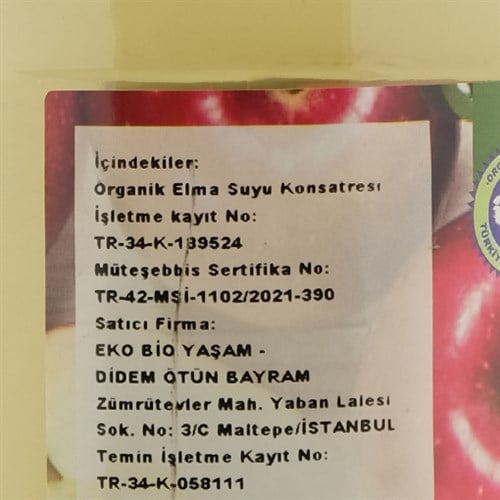 İçindekiler:
Organik Elma Suyu Konsatresi
İşletme kayıt No:
TR-34-K-189524
Müteşebbis Sertifika No:
TR-42-MSİ-1102/2021-390
Satıcı Firma:
EKO BİO YAŞAM -
DİDEM ÖTÜN BAYRAM
Zümrütevler Mah. Yaban Lalesi
Sok. No: 3/C Maltepe/İSTANBUL
Temin İşletme Kayıt No:
TR-34-K-058111